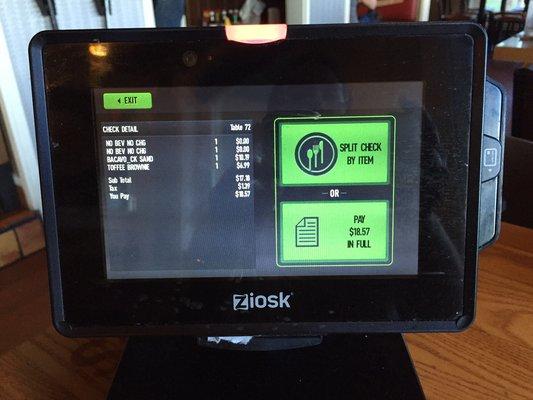 EXIT
CHECK DETAIL Table 72
NO BEV NO CHG 1 $0.00
NO BEV NO CHG 1 $0.00
BACAVO_CK SAND 1 $10.19
TOFFEE BROWNIE 1 $6.99
Sub Total $17.18
Tax $1.39
You Pay $18.57
SPLIT CHECK
BY ITEM
OR
PAY
$18.57
IN FULL
Ziosk